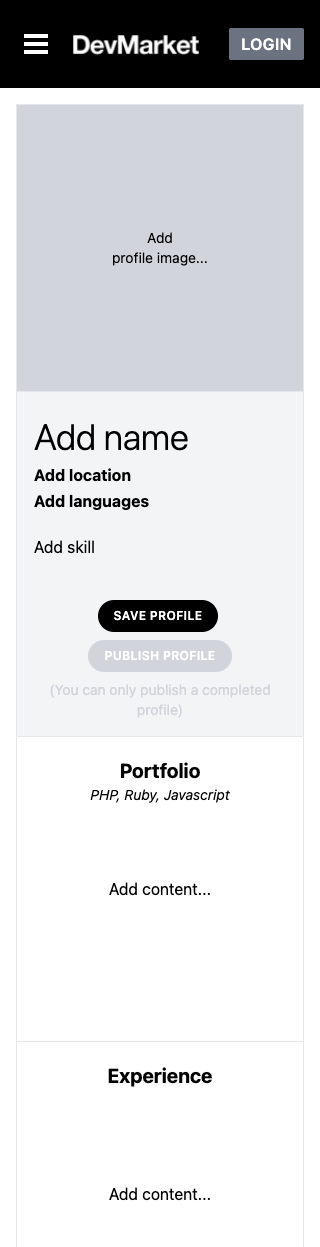 DevMarket
LOGIN
Add
profile image...
Add name
Add location
Add languages
Add skill
SAVE PROFILE
PUBLISH PROFILE
(You can only publish a completed
profile)
Portfolio
PHP, Ruby, Javascript
Add content...
Experience
Add content...